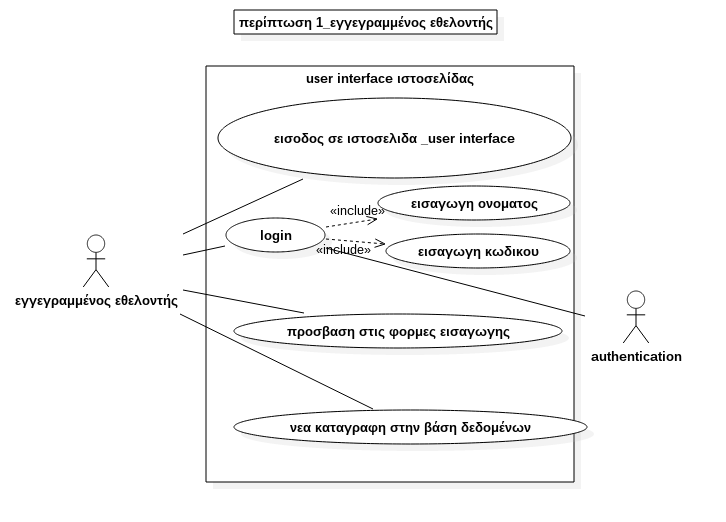 περίπτωση 1_εγγεγραμμένος εθελοντής
user interface ιστοσελίδας
εισοδος σε ιστοσελιδα _user interface
«include»
εισαγωγη ονοματος
login
«include»
εισαγωγη κωδικου
εγγεγραμμένος εθελοντής
προσβαση στις φορμες εισαγωγης
authentication
νεα καταγραφη στην βάση δεδομένων